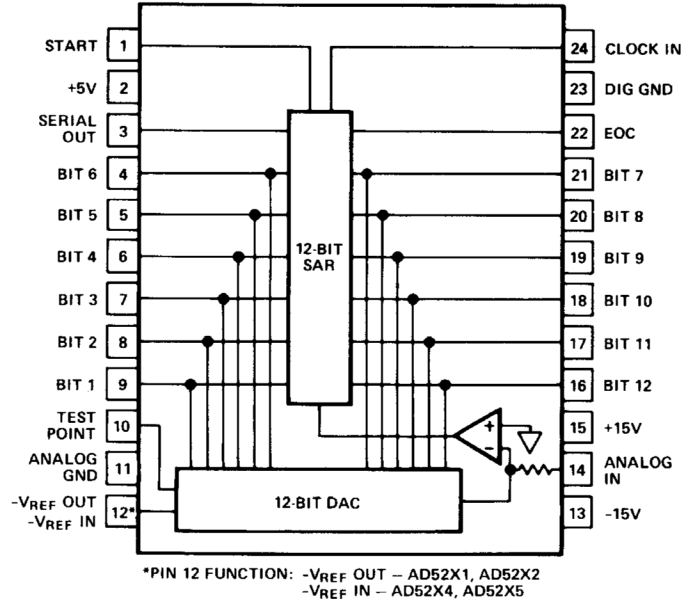 START 1
24 CLOCK IN
+5V 2
23 DIG GND
SERIAL
OUT 3
22 EOC
BIT 6 4
21 BIT 7
BIT 5 5
20 BIT 8
BIT 4 6
19 BIT 9
12-BIT
SAR
BIT 3 7
18 BIT 10
BIT 2 8
17 BIT 11
BIT 1 9
16 BIT 12
TEST
POINT 10
15 +15V
+
−
ANALOG
GND 11
14 ANALOG
IN
12-BIT DAC
-VREF OUT
-VREF IN 12*
13 -15V
*PIN 12 FUNCTION: -VREF OUT – AD52X1, AD52X2
-VREF IN – AD52X4, AD52X5